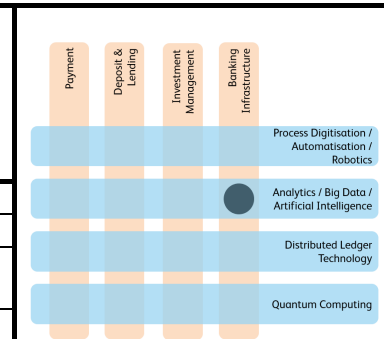 Payment
Deposit &
Lending
Investment
Management
Banking
Infrastructure
Process Digitisation /
Automatisation /
Robotics
Analytics / Big Data /
Artificial Intelligence
Distributed Ledger
Technology
Quantum Computing